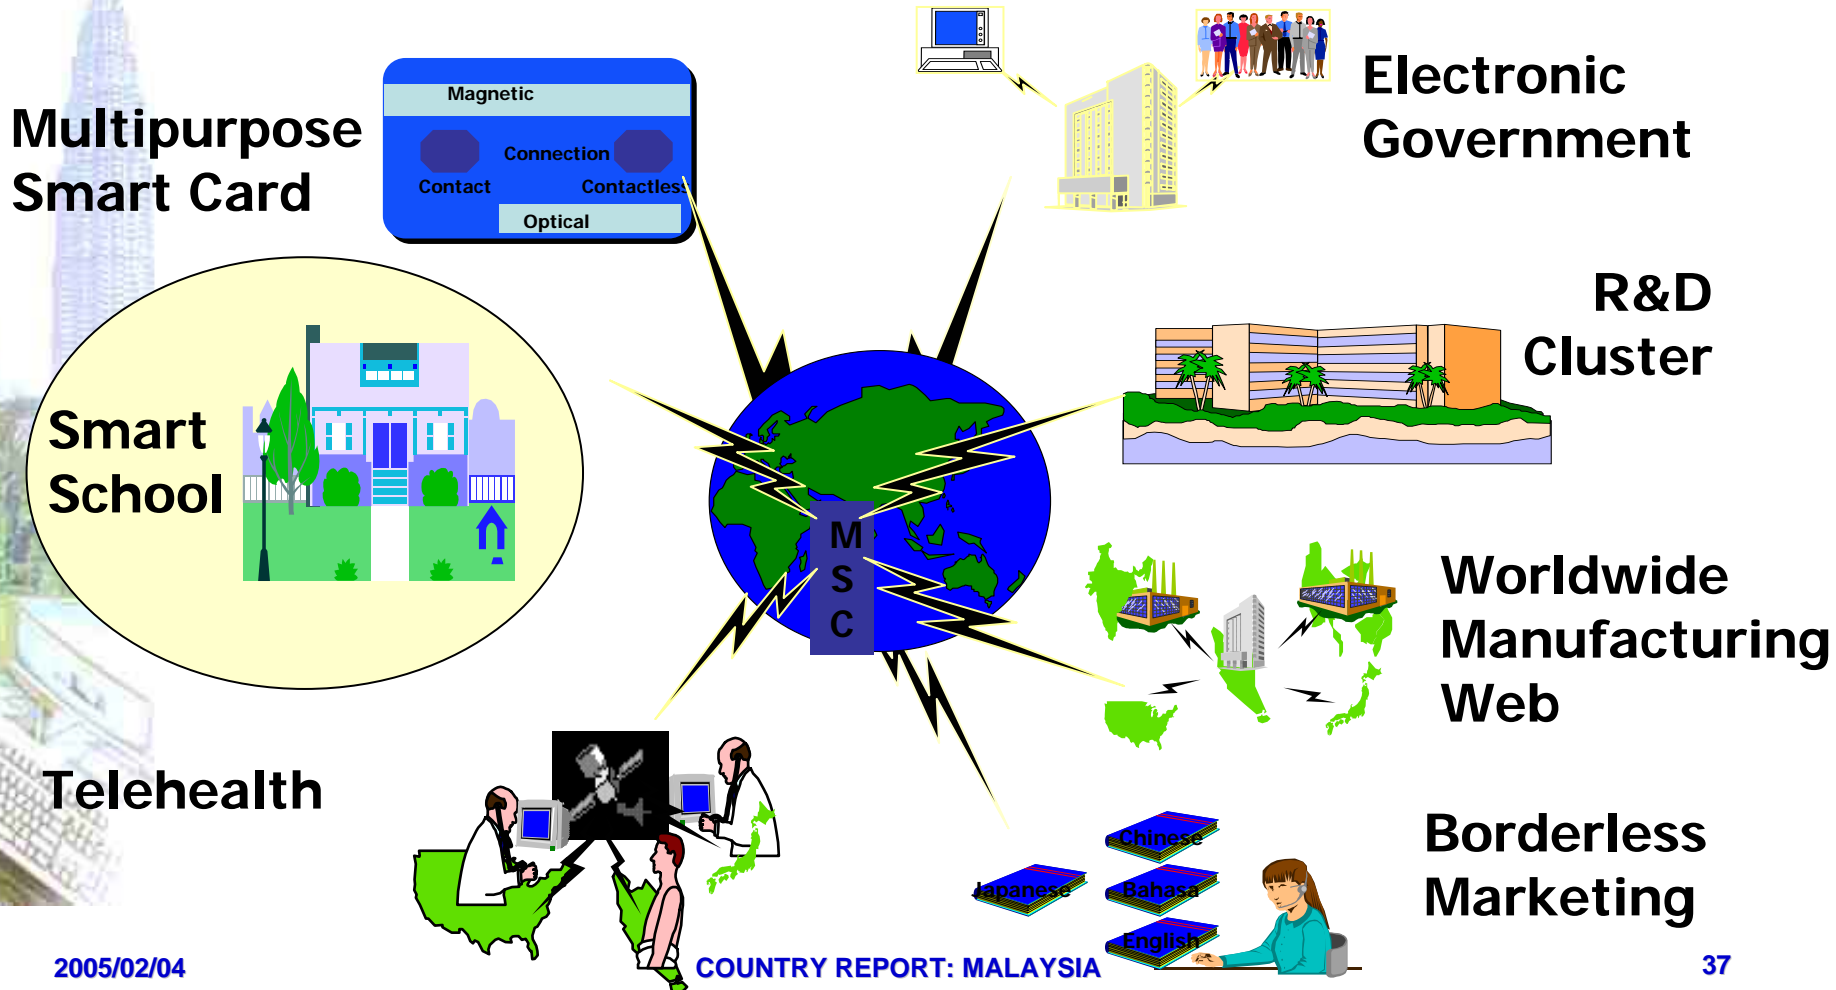 Multipurpose
Smart Card
Magnetic
Connection
Contact
Contactless
Optical
Electronic
Government
R&D
Cluster
Smart
School
M
S
C
Worldwide
Manufacturing
Web
Telehealth
Chinese
Japanese
Bahasa
English
Borderless
Marketing
2005/02/04
COUNTRY REPORT: MALAYSIA
37